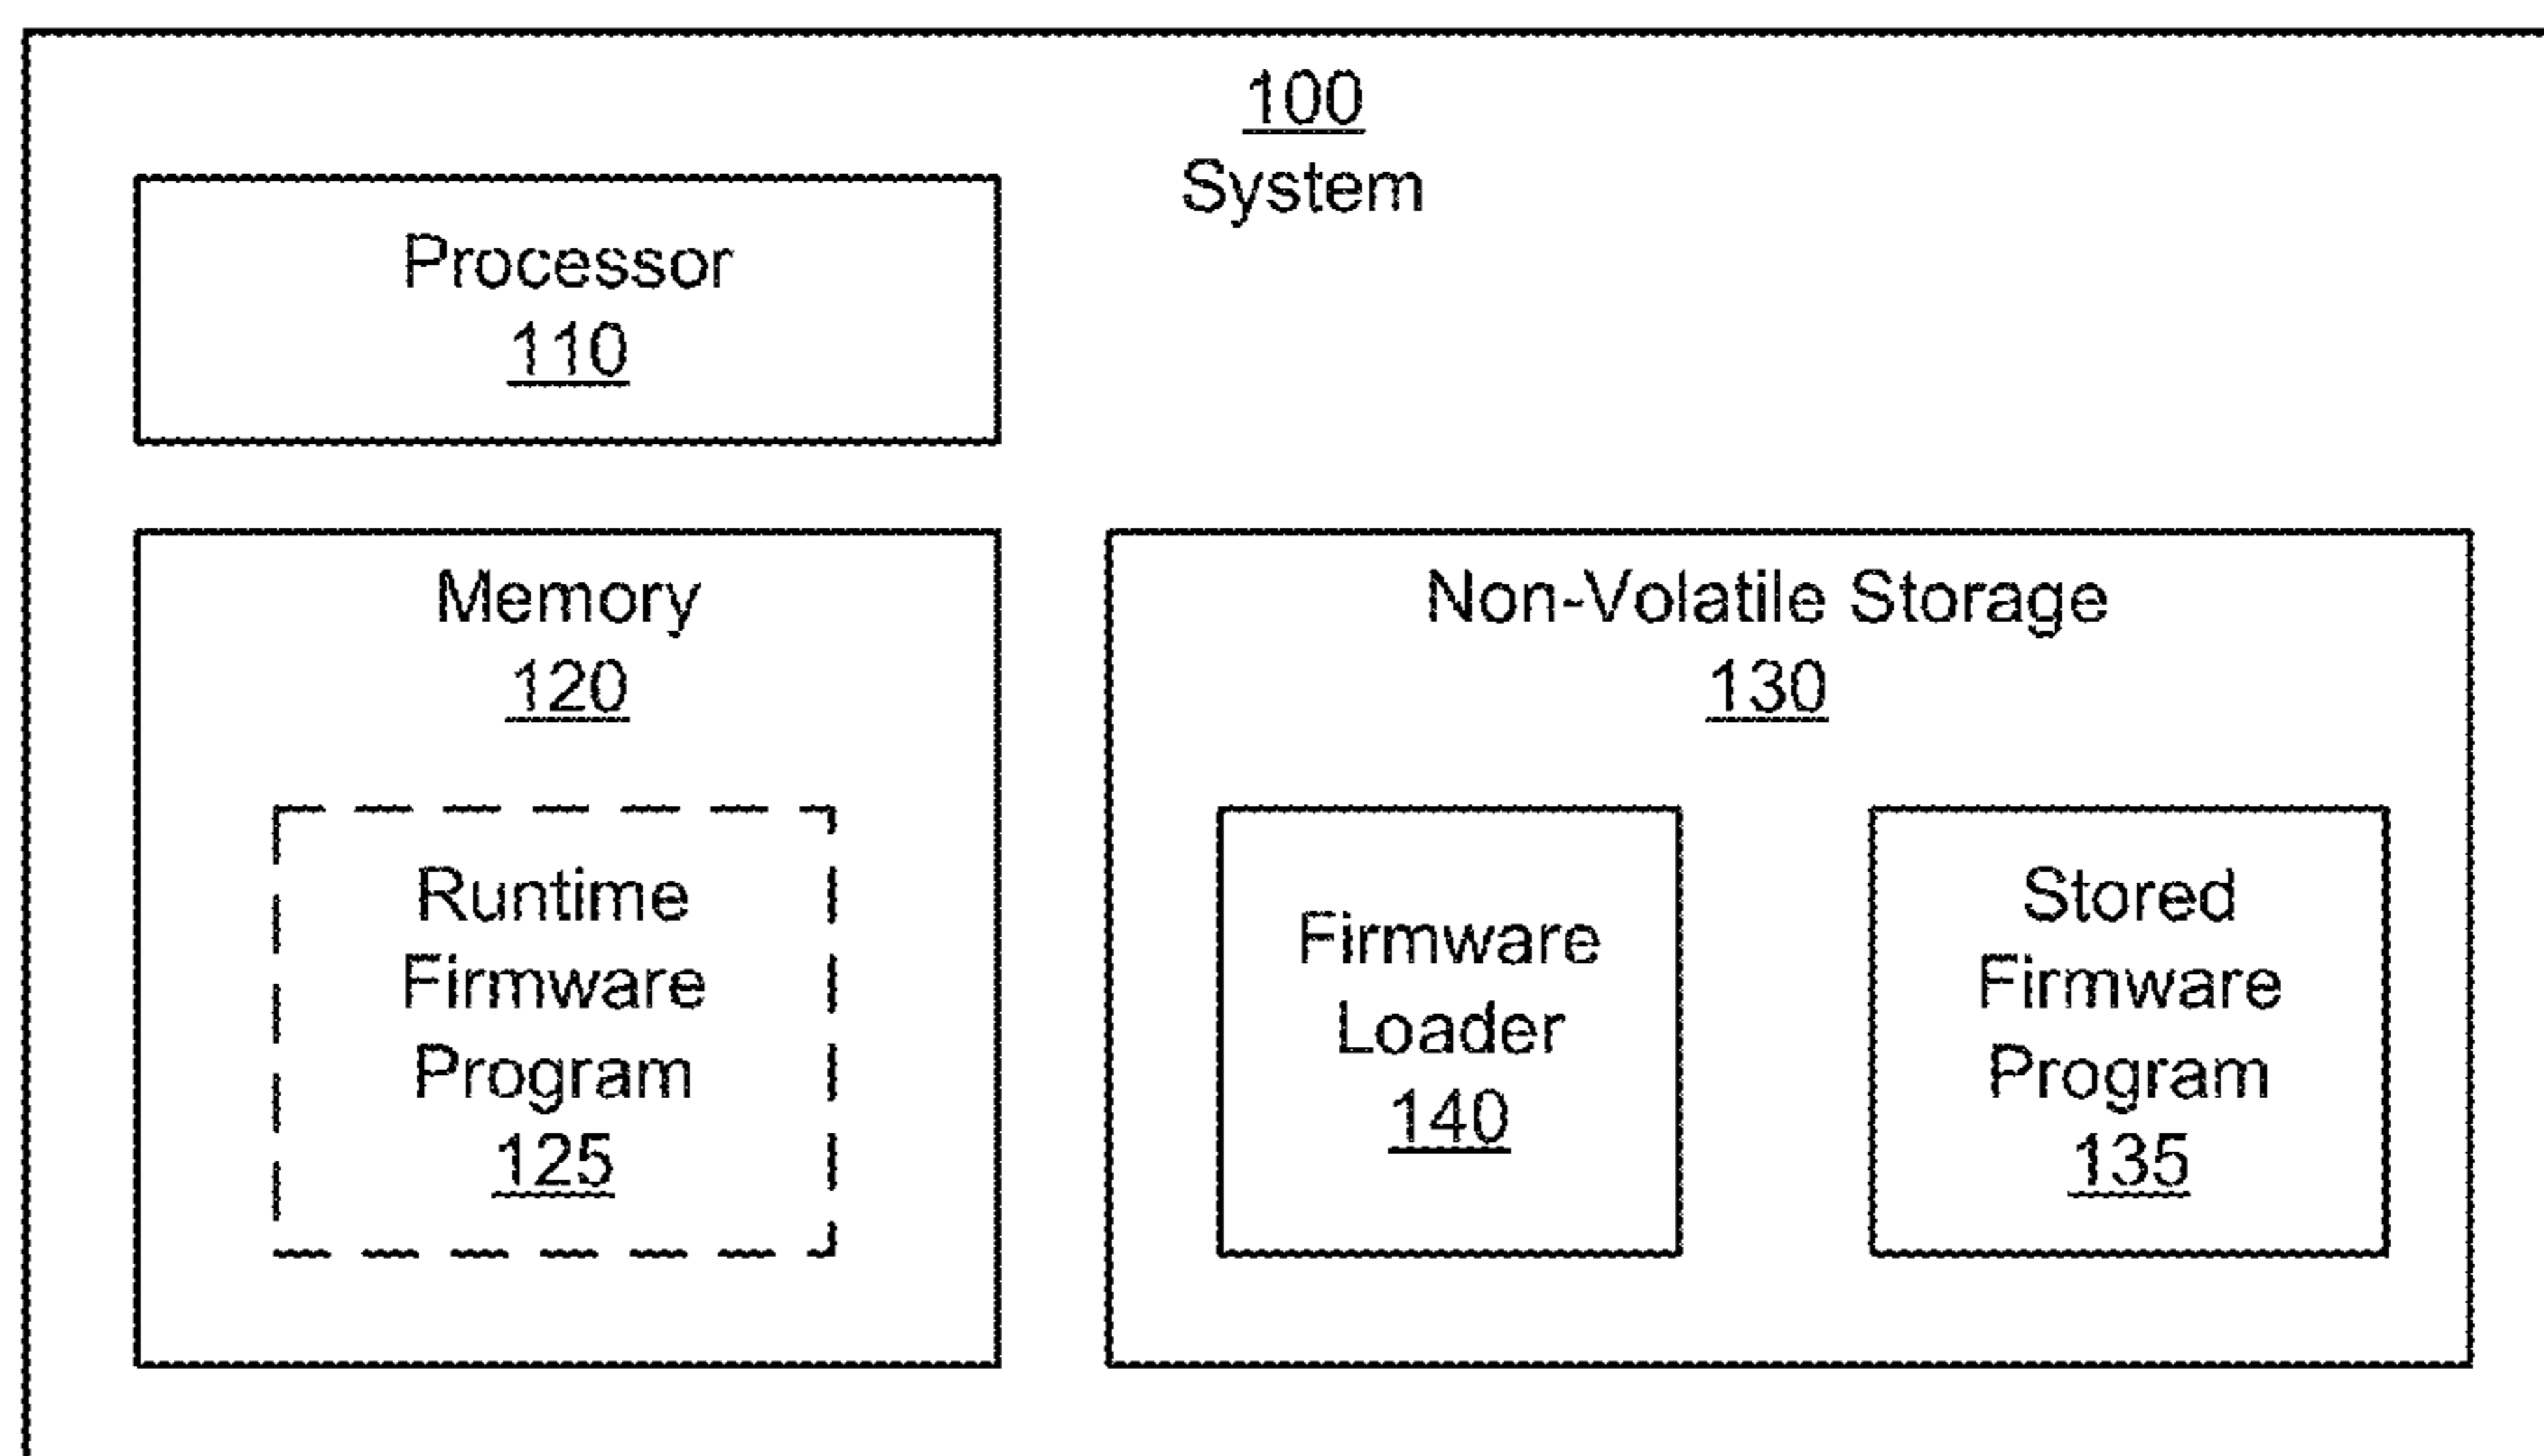 100
System
Processor
110
Memory
120
Non-Volatile Storage
130
Runtime
Firmware
Program
125
Firmware
Loader
140
Stored
Firmware
Program
135